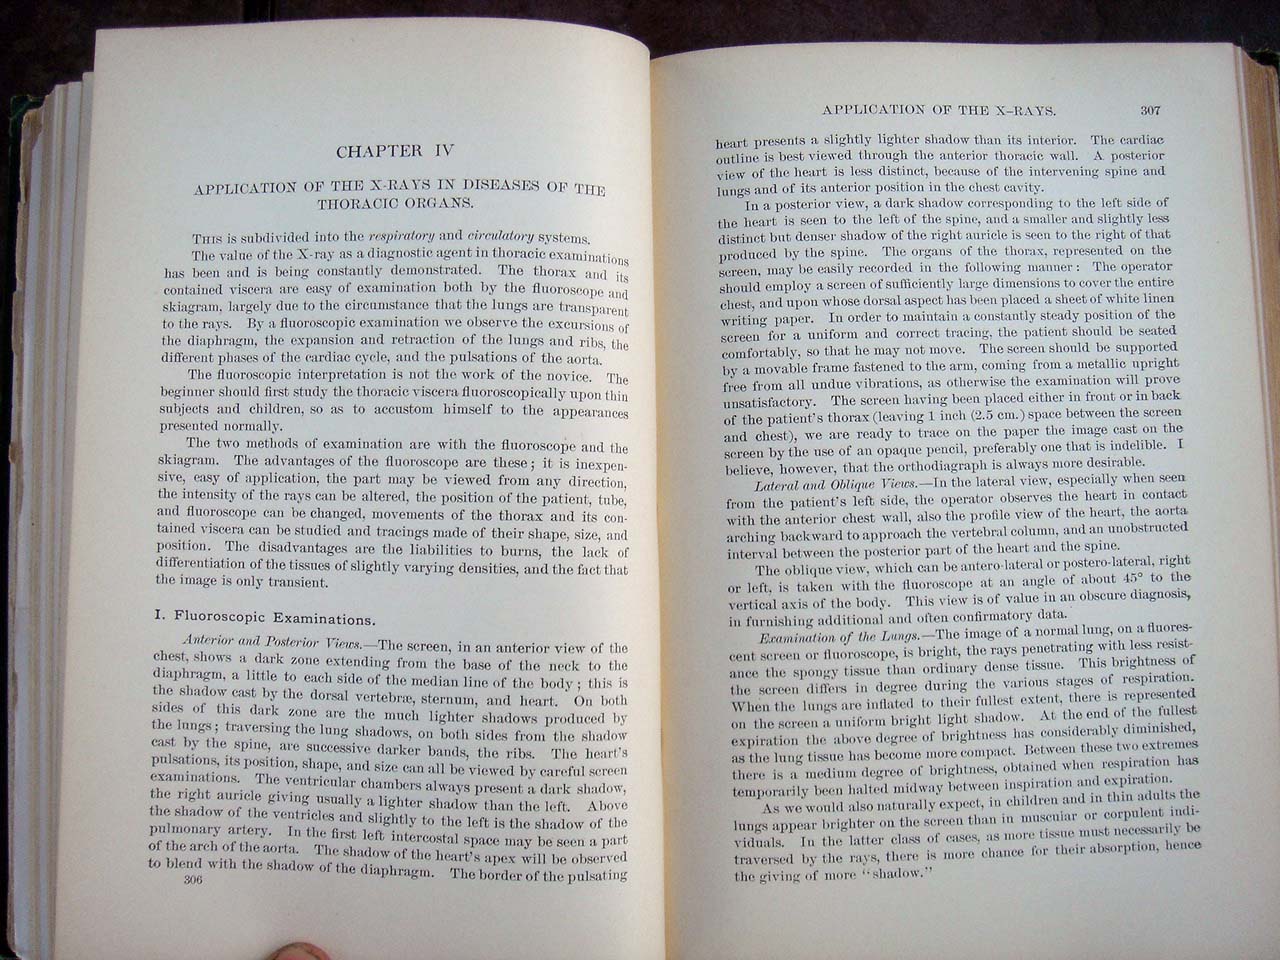 CHAPTER IV
APPLICATION OF THE X-RAYS IN DISEASES OF THE
THORACIC ORGANS.
THIS is subdivided into the respiratory and circulatory systems.
The value of the X-ray as a diagnostic agent in thoracic examinations
has been and is being constantly demonstrated. The thorax and its
contained viscera are easy of examination both by the fluoroscope and
skiagram, largely due to the circumstance that the lungs are transparent
to the rays. By a fluoroscopic examination we observe the excursions of
the diaphragm, the expansion and retraction of the lungs and ribs, the
different phases of the cardiac cycle, and the pulsations of the aorta.
The fluoroscopic interpretation is not the work of the novice. The
beginner should first study the thoracic viscera fluoroscopically upon thin
subjects and children, so as to accustom himself to the appearances
presented normally.
The two methods of examination are with the fluoroscope and the
skiagram. The advantages of the fluoroscope are these; it is inexpen-
sive, easy of application, the part may be viewed from any direction,
the intensity of the rays can be altered, the position of the patient, tube,
and fluoroscope can be changed, movements of the thorax and its con-
tained viscera can be studied and tracings made of their shape, size, and
position. The disadvantages are the liabilities to burns, the lack of
differentiation of the tissues of slightly varying densities, and the fact that
the image is only transient.
I. Fluoroscopic Examinations.
Anterior and Posterior Views.—The screen, in an anterior view of the
chest, shows a dark zone extending from the base of the neck to the
diaphragm, a little to each side of the median line of the body; this is
the shadow cast by the dorsal vertebræ, sternum, and heart. On both
sides of this dark zone are the much lighter shadows produced by
the lungs; traversing the lung shadows, on both sides from the shadow
cast by the spine, are successive darker bands, the ribs. The heart's
pulsations, its position, shape, and size can all be viewed by careful screen
examinations. The ventricular chambers always present a dark shadow,
the right auricle giving usually a lighter shadow than the left. Above
the shadow of the ventricles and slightly to the left is the shadow of the
pulmonary artery. In the first left intercostal space may be seen a part
of the arch of the aorta. The shadow of the heart's apex will be observed
to blend with the shadow of the diaphragm. The border of the pulsating
306
APPLICATION OF THE X-RAYS. 307
heart presents a slightly lighter shadow than its interior. The cardiac
outline is best viewed through the anterior thoracic wall. A posterior
view of the heart is less distinct, because of the intervening spine and
lungs and of its anterior position in the chest cavity.
In a posterior view, a dark shadow corresponding to the left side of
the heart is seen to the left of the spine, and a smaller and slightly less
distinct but denser shadow of the right auricle is seen to the right of that
produced by the spine. The organs of the thorax, represented on the
screen, may be easily recorded in the following manner: The operator
should employ a screen of sufficiently large dimensions to cover the entire
chest, and upon whose dorsal aspect has been placed a sheet of white linen
writing paper. In order to maintain a constantly steady position of the
screen for a uniform and correct tracing, the patient should be seated
comfortably, so that he may not move. The screen should be supported
by a movable frame fastened to the arm, coming from a metallic upright
free from all undue vibrations, as otherwise the examination will prove
unsatisfactory. The screen having been placed either in front or in back
of the patient's thorax (leaving 1 inch (2.5 cm.) space between the screen
and chest), we are ready to trace on the paper the image cast on the
screen by the use of an opaque pencil, preferably one that is indelible. I
believe, however, that the orthodiagraph is always more desirable.
Lateral and Oblique Views.—In the lateral view, especially when seen
from the patient's left side, the operator observes the heart in contact
with the anterior chest wall, also the profile view of the heart, the aorta
arching backward to approach the vertebral column, and an unobstructed
interval between the posterior part of the heart and the spine.
The oblique view, which can be antero-lateral or postero-lateral, right
or left, is taken with the fluoroscope at an angle of about 45° to the
vertical axis of the body. This view is of value in an obscure diagnosis,
in furnishing additional and often confirmatory data.
Examination of the Lungs.—The image of a normal lung, on a fluores-
cent screen or fluoroscope, is bright, the rays penetrating with less resist-
ance the spongy tissue than ordinary dense tissue. This brightness of
the screen differs in degree during the various stages of respiration.
When the lungs are inflated to their fullest extent, there is represented
on the screen a uniform bright light shadow. At the end of the fullest
expiration the above degree of brightness has considerably diminished,
as the lung tissue has become more compact. Between these two extremes
there is a medium degree of brightness, obtained when respiration has
temporarily been halted midway between inspiration and expiration.
As we would also naturally expect, in children and in thin adults the
lungs appear brighter on the screen than in muscular or corpulent indi-
viduals. In the latter class of cases, as more tissue must necessarily be
traversed by the rays, there is more chance for their absorption, hence
the giving of more "shadow."